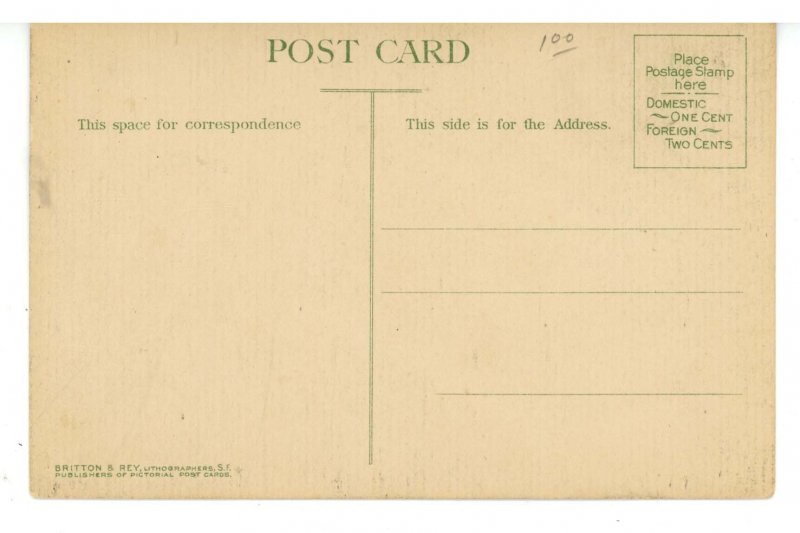 POST CARD
100
Place
Postage Stamp
here
DOMESTIC
ONE CENT
FOREIGN
TWO CENTS
This space for correspondence
This side is for the Address.
BRITTON & REY, LITHOGRAPHERS, S.F.
PUBLISHERS OF PICTORIAL POST CARDS.